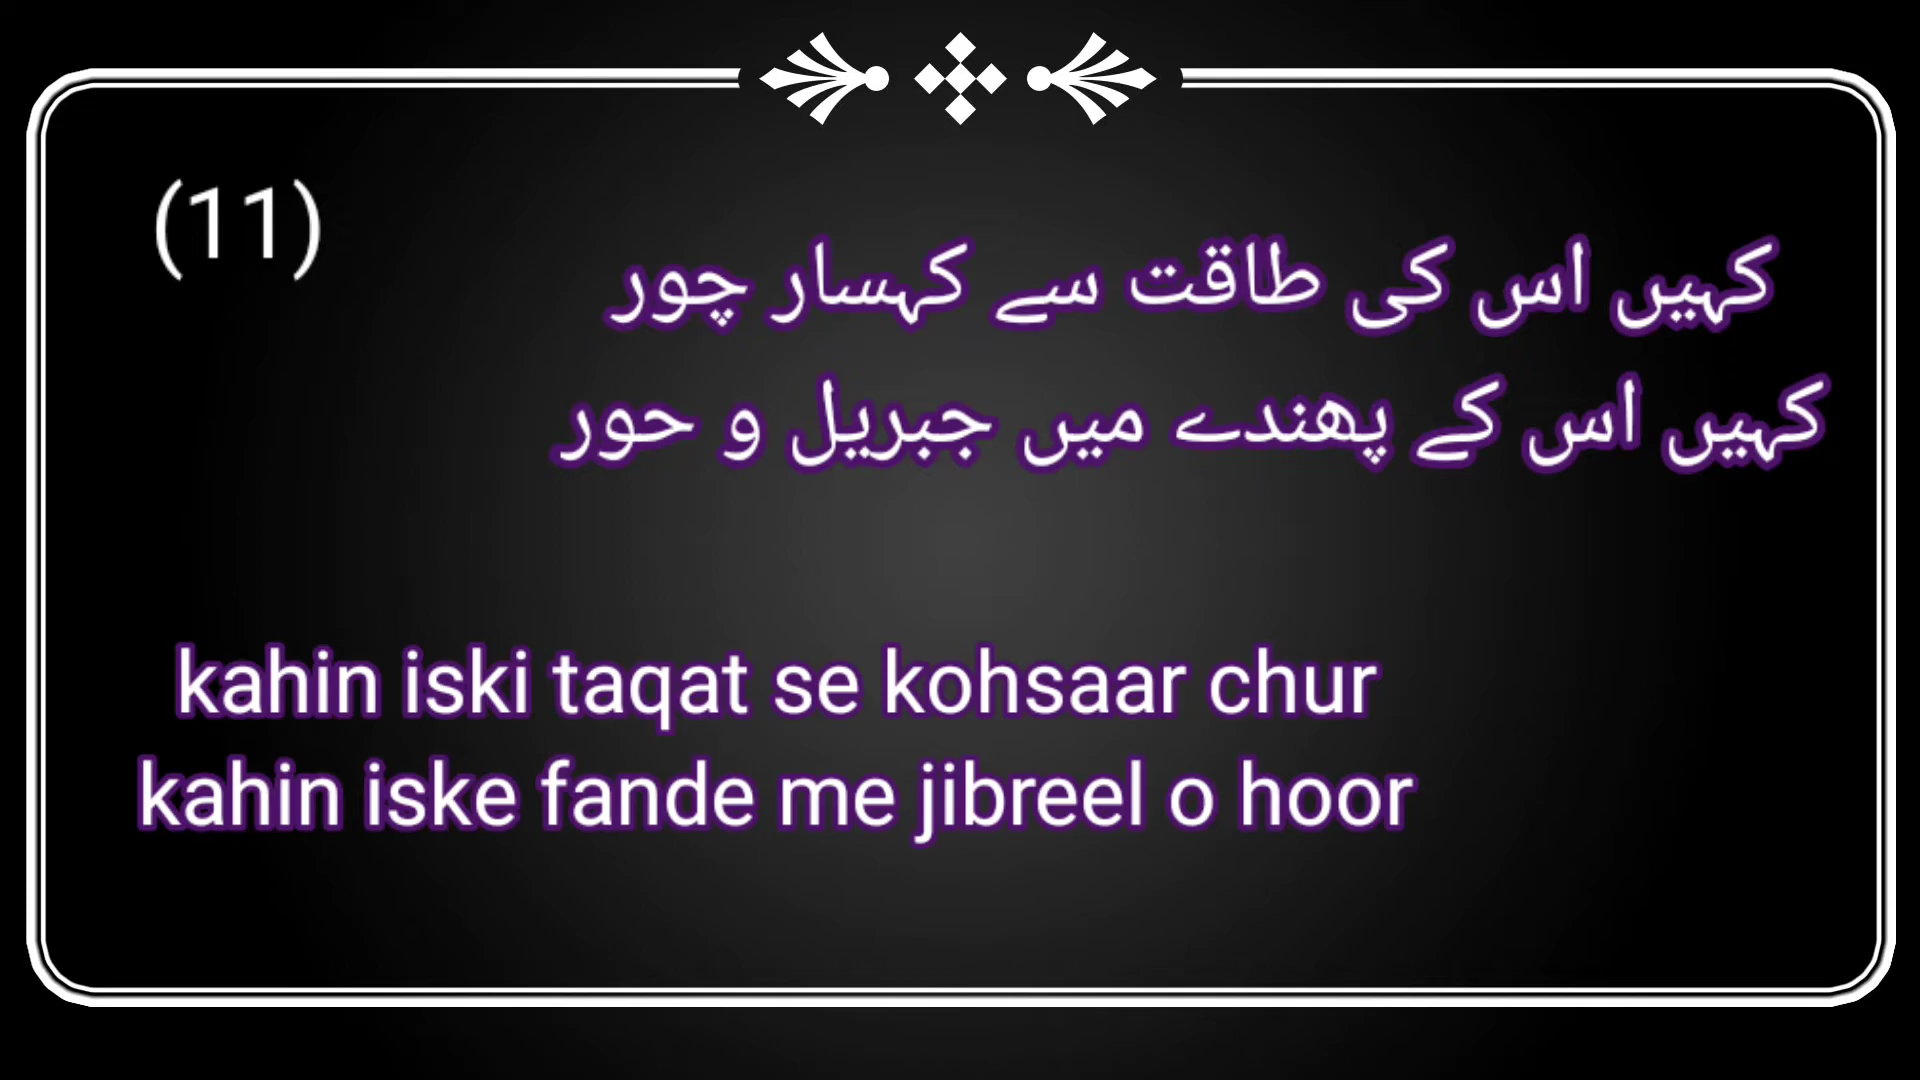 (11)
کہیں اس کی طاقت سے کہسار چور
کہیں اس کے پھندے میں جبریل و حور
kahin iski taqat se kohsaar chur
kahin iske fande me jibreel o hoor